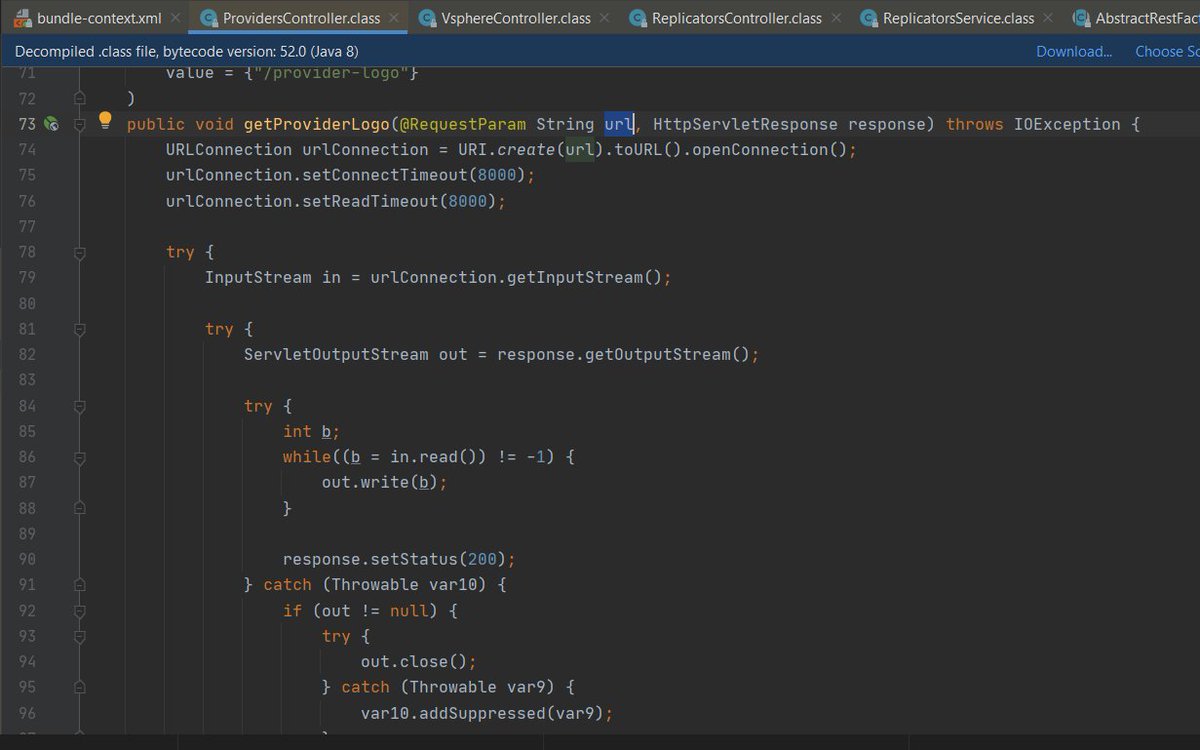 bundle-context.xml ProvidersController.class VsphereController.class ReplicatorsController.class ReplicatorsService.class AbstractRestFac
Decompiled .class file, bytecode version: 52.0 (Java 8) Download... Choose So
71 value = {"/provider-logo"}
72 )
73 public void getProviderLogo(@RequestParam String url, HttpServletResponse response) throws IOException {
74 URLConnection urlConnection = URI.create(url).toURL().openConnection();
75 urlConnection.setConnectTimeout(8000);
76 urlConnection.setReadTimeout(8000);
77
78 try {
79 InputStream in = urlConnection.getInputStream();
80
81 try {
82 ServletOutputStream out = response.getOutputStream();
83
84 try {
85 int b;
86 while((b = in.read()) != -1) {
87 out.write(b);
88 }
89
90 response.setStatus(200);
91 } catch (Throwable var10) {
92 if (out != null) {
93 try {
94 out.close();
95 } catch (Throwable var9) {
96 var10.addSuppressed(var9);